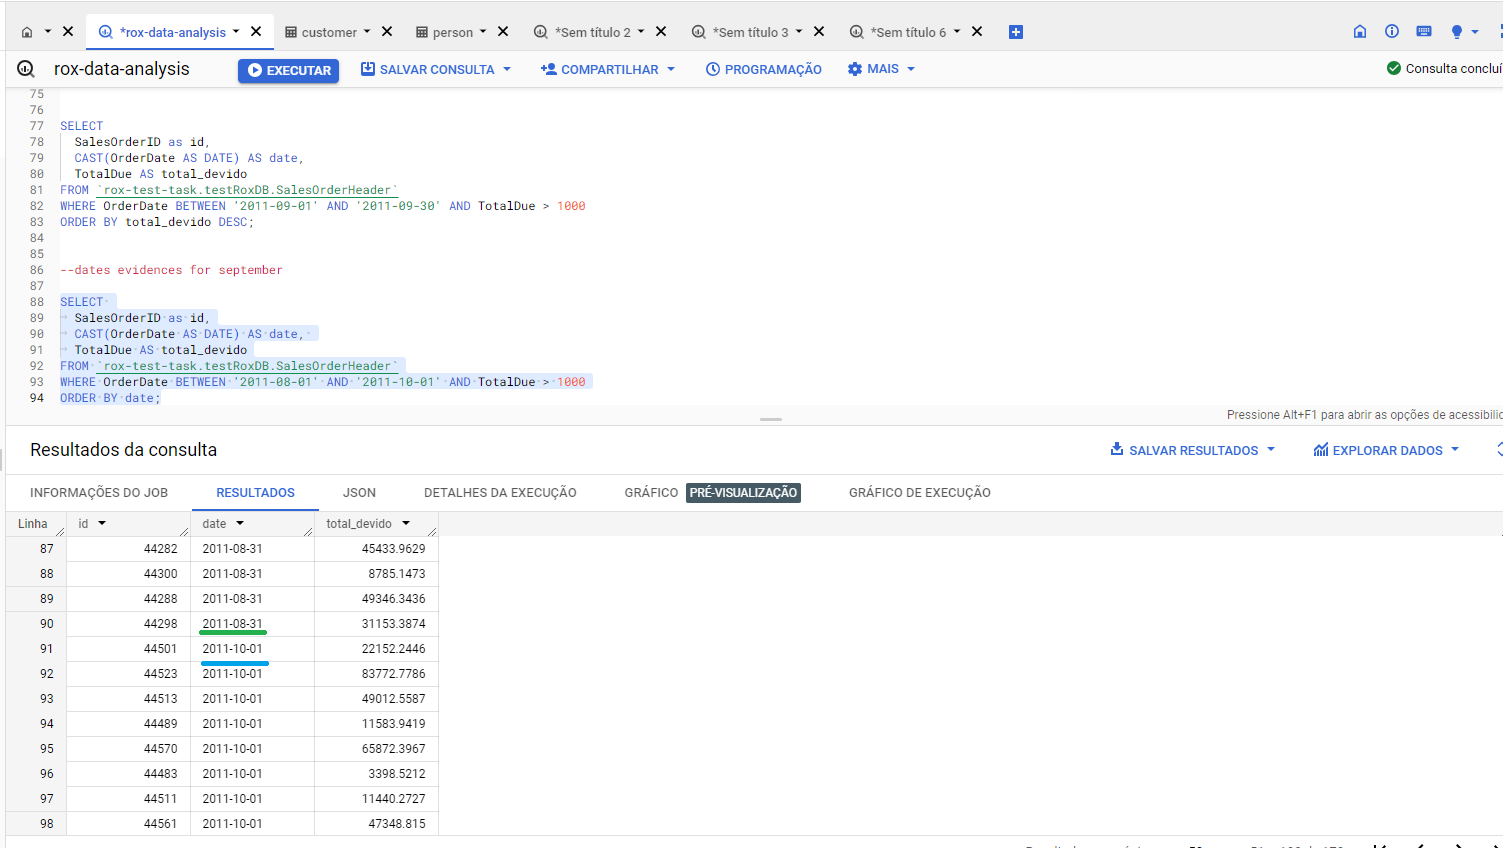 *rox-data-analysis customer person *Sem título 2 *Sem título 3 *Sem título 6
rox-data-analysis EXECUTAR SALVAR CONSULTA COMPARTILHAR PROGRAMAÇÃO MAIS Consulta concluí
75
76
77 SELECT
78 SalesOrderID as id,
79 CAST(OrderDate AS DATE) AS date,
80 TotalDue AS total_devido
81 FROM `rox-test-task.testRoxDB.SalesOrderHeader`
82 WHERE OrderDate BETWEEN '2011-09-01' AND '2011-09-30' AND TotalDue > 1000
83 ORDER BY total_devido DESC;
84
85
86 --dates evidences for september
87
88 SELECT
89 SalesOrderID as id,
90 CAST(OrderDate AS DATE) AS date,
91 TotalDue AS total_devido
92 FROM `rox-test-task.testRoxDB.SalesOrderHeader`
93 WHERE OrderDate BETWEEN '2011-08-01' AND '2011-10-01' AND TotalDue > 1000
94 ORDER BY date;
Pressione Alt+F1 para abrir as opções de acessibilic
Resultados da consulta SALVAR RESULTADOS EXPLORAR DADOS
INFORMAÇÕES DO JOB RESULTADOS JSON DETALHES DA EXECUÇÃO GRÁFICO PRÉ-VISUALIZAÇÃO GRÁFICO DE EXECUÇÃO
Linha id date total_devido
87 44282 2011-08-31 45433.9629
88 44300 2011-08-31 8785.1473
89 44288 2011-08-31 49346.3436
90 44298 2011-08-31 31153.3874
91 44501 2011-10-01 22152.2446
92 44523 2011-10-01 83772.7786
93 44513 2011-10-01 49012.5587
94 44489 2011-10-01 11583.9419
95 44570 2011-10-01 65872.3967
96 44483 2011-10-01 3398.5212
97 44511 2011-10-01 11440.2727
98 44561 2011-10-01 47348.815